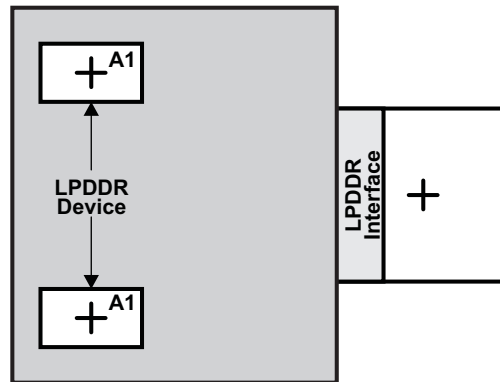 A1
LPDDR
Device
LPDDR
Interface
A1